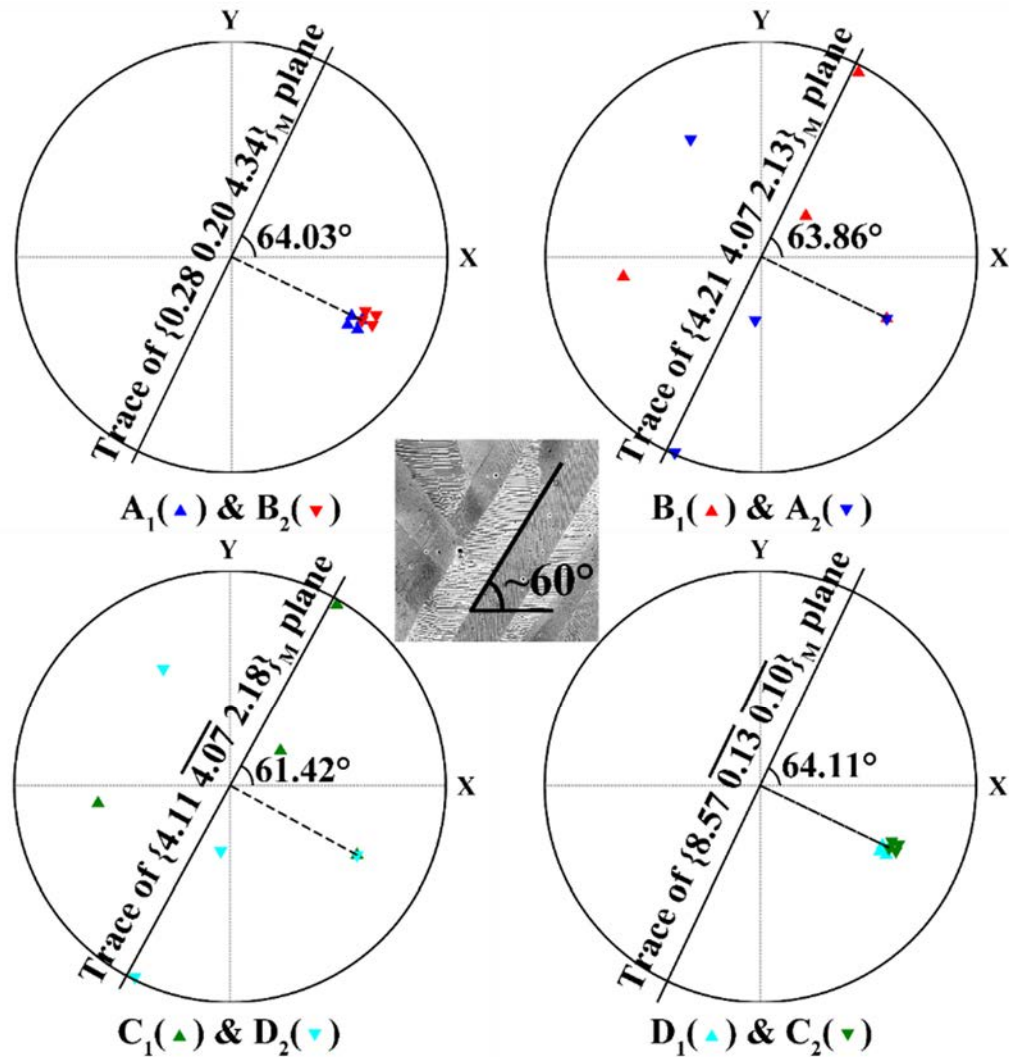 Y
X
Trace of {0.28 0.20 4.34}M plane
64.03°
A1(▲) & B2(▼)
Y
X
Trace of {4.21 4.07 2.13}M plane
63.86°
B1(▲) & A2(▼)
~60°
Y
X
Trace of {4.11 4.07̅ 2.18}M plane
61.42°
C1(▲) & D2(▼)
Y
X
Trace of {8.57 0.13̅ 0.10̅}M plane
64.11°
D1(▲) & C2(▼)